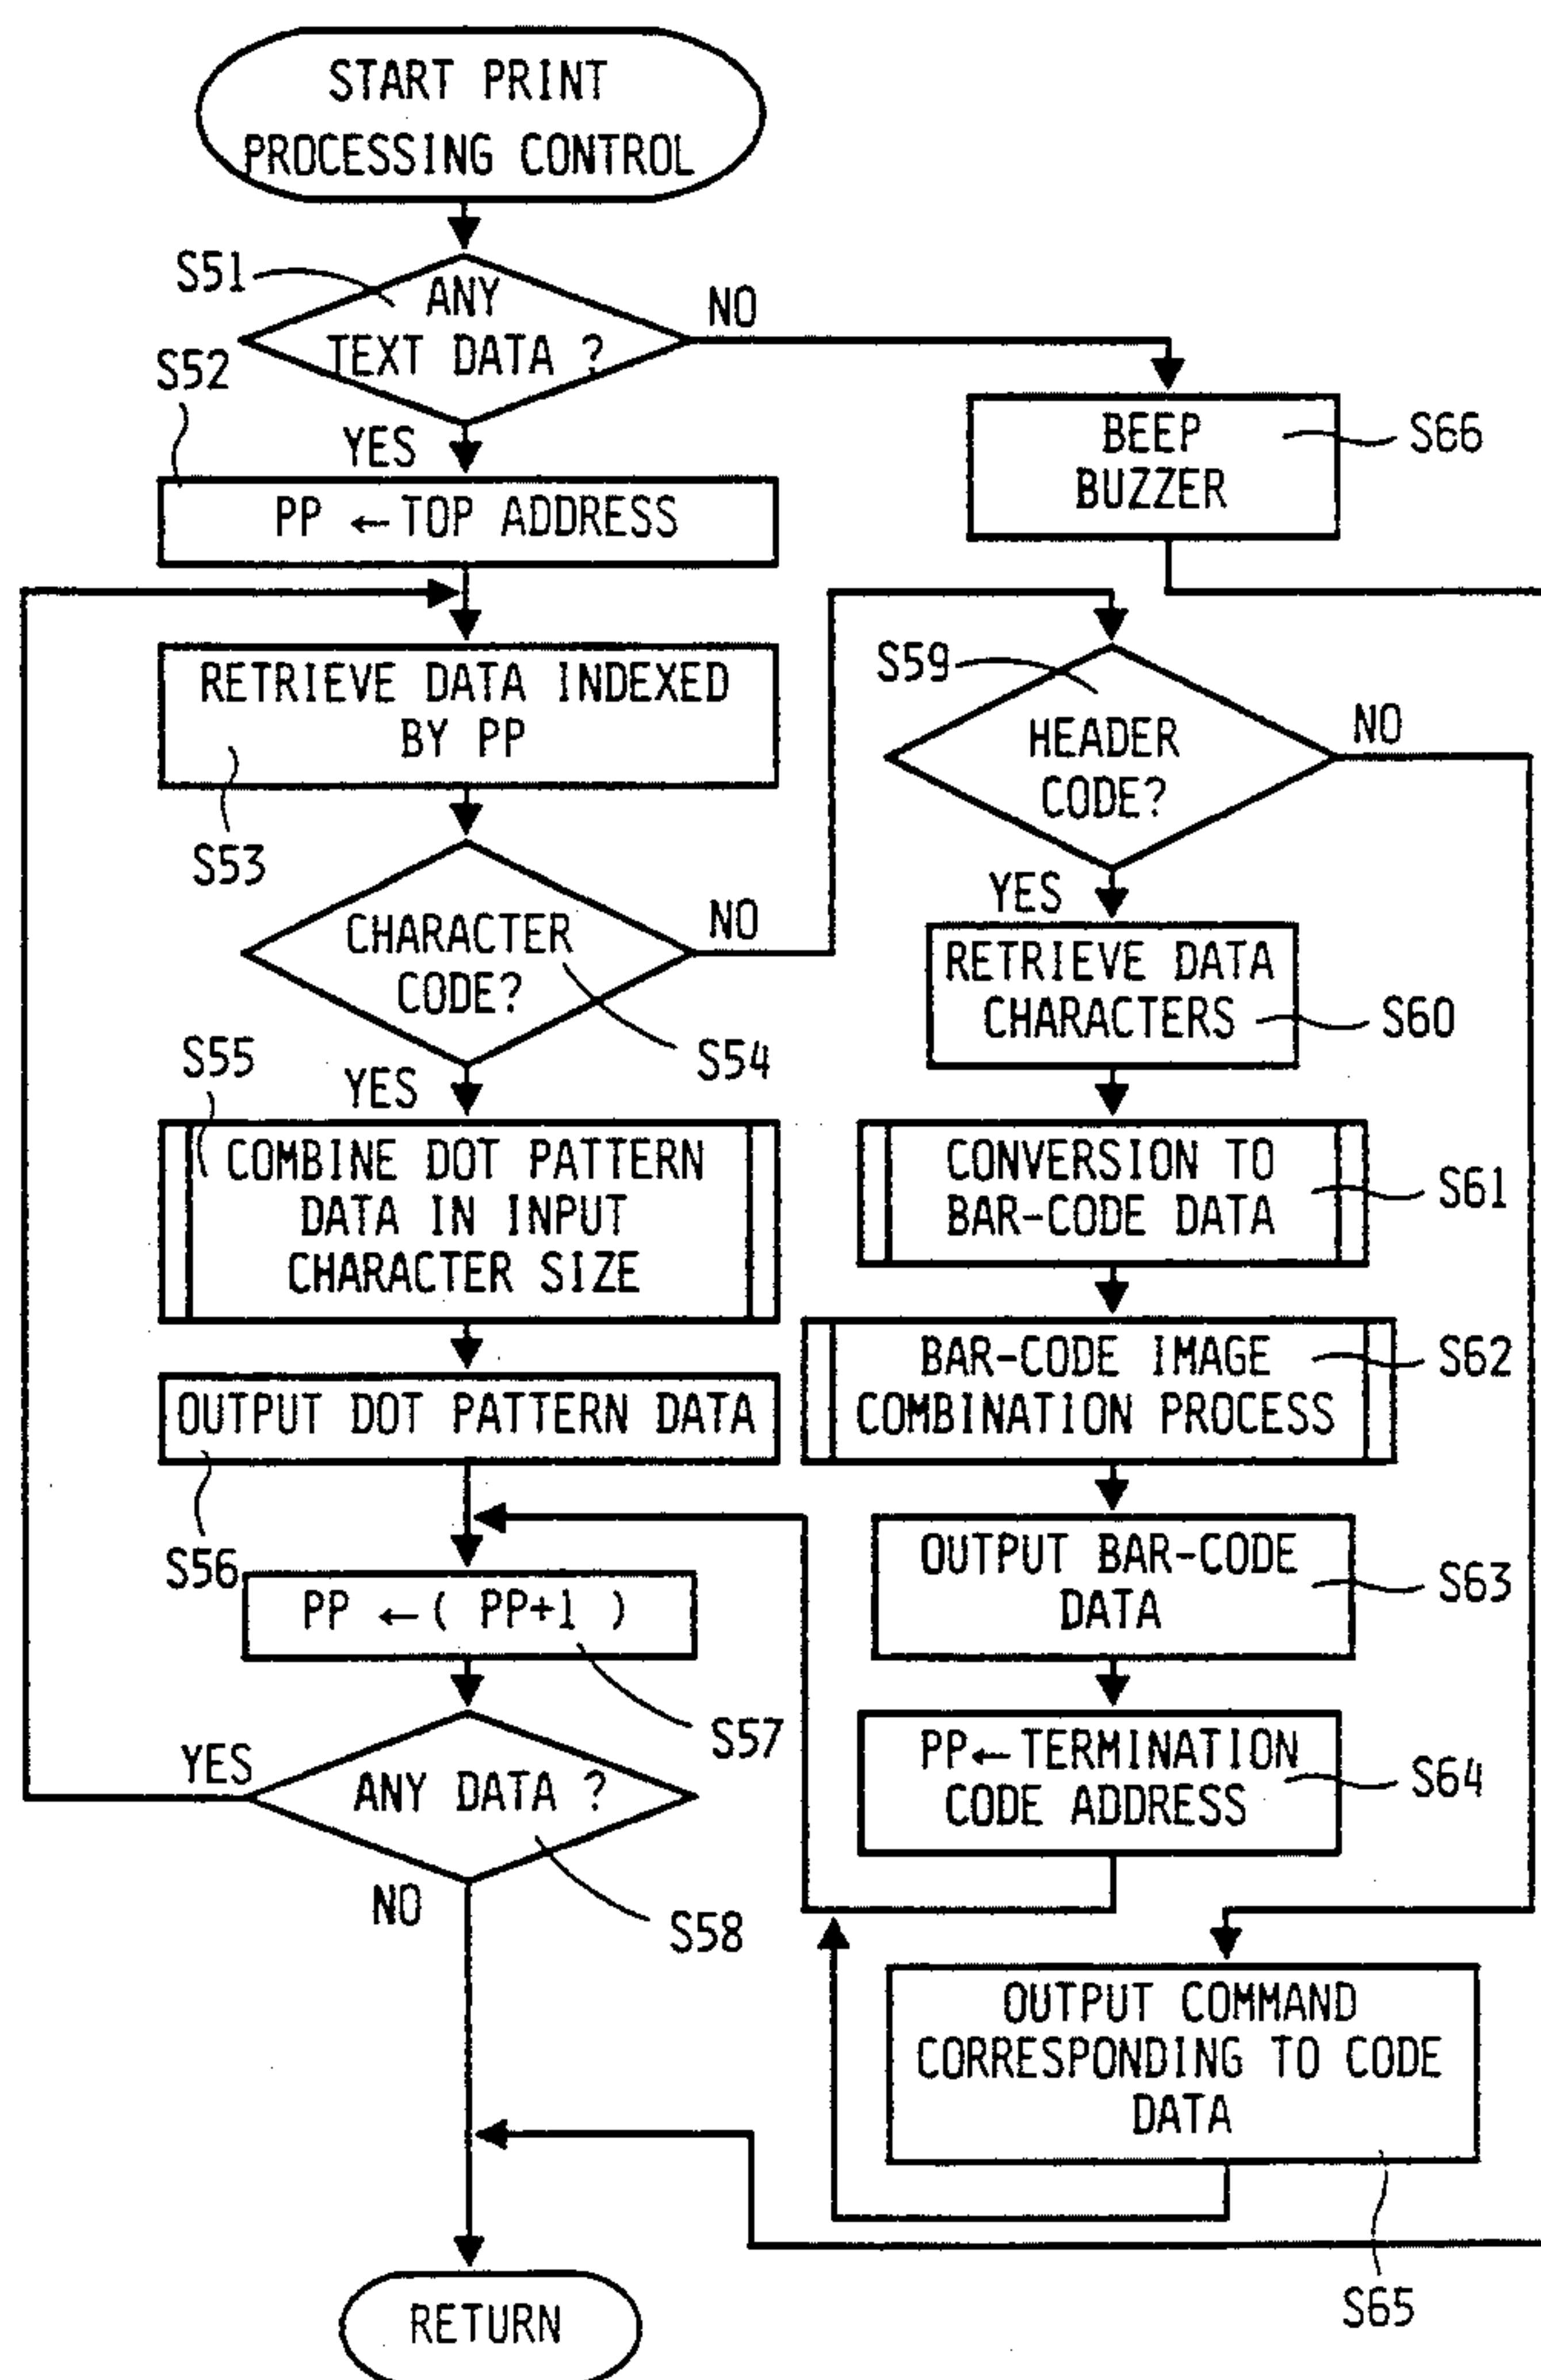 START PRINT
PROCESSING CONTROL
S51
ANY
TEXT DATA ?
NO
S52
YES
PP ← TOP ADDRESS
BEEP
BUZZER
S66
RETRIEVE DATA INDEXED
BY PP
S53
CHARACTER
CODE?
NO
S54
S59
HEADER
CODE?
NO
YES
RETRIEVE DATA
CHARACTERS
S60
S55
YES
COMBINE DOT PATTERN
DATA IN INPUT
CHARACTER SIZE
CONVERSION TO
BAR-CODE DATA
S61
BAR-CODE IMAGE
COMBINATION PROCESS
S62
OUTPUT DOT PATTERN DATA
S56
OUTPUT BAR-CODE
DATA
S63
PP ← ( PP+1 )
S57
PP←TERMINATION
CODE ADDRESS
S64
YES
ANY DATA ?
NO
S58
OUTPUT COMMAND
CORRESPONDING TO CODE
DATA
S65
RETURN